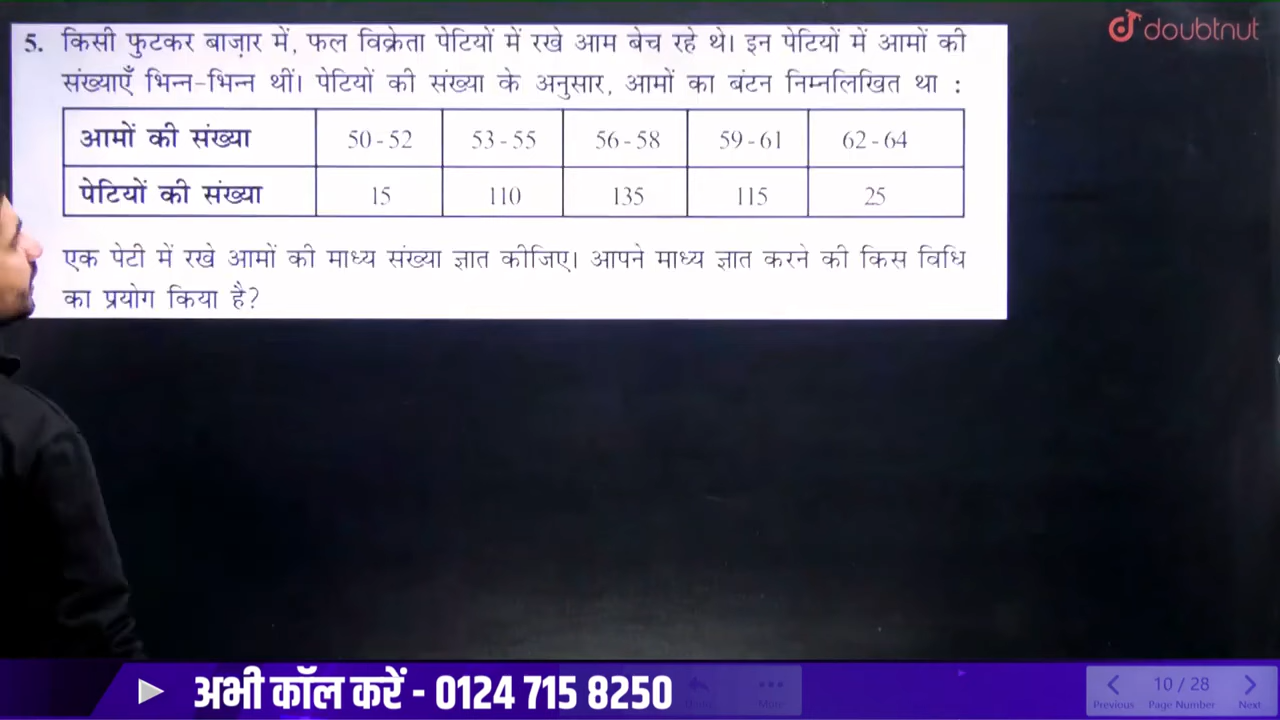 doubtnut
5. किसी फुटकर बाज़ार में, फल विक्रेता पेटियों में रखे आम बेच रहे थे। इन पेटियों में आमों की
संख्याएँ भिन्न-भिन्न थीं। पेटियों की संख्या के अनुसार, आमों का बंटन निम्नलिखित था :
आमों की संख्या 50-52 53-55 56-58 59-61 62-64
पेटियों की संख्या 15 110 135 115 25
एक पेटी में रखे आमों की माध्य संख्या ज्ञात कीजिए। आपने माध्य ज्ञात करने की किस विधि
का प्रयोग किया है?
अभी कॉल करें - 0124 715 8250
More
10 / 28
Previous Page Number Next